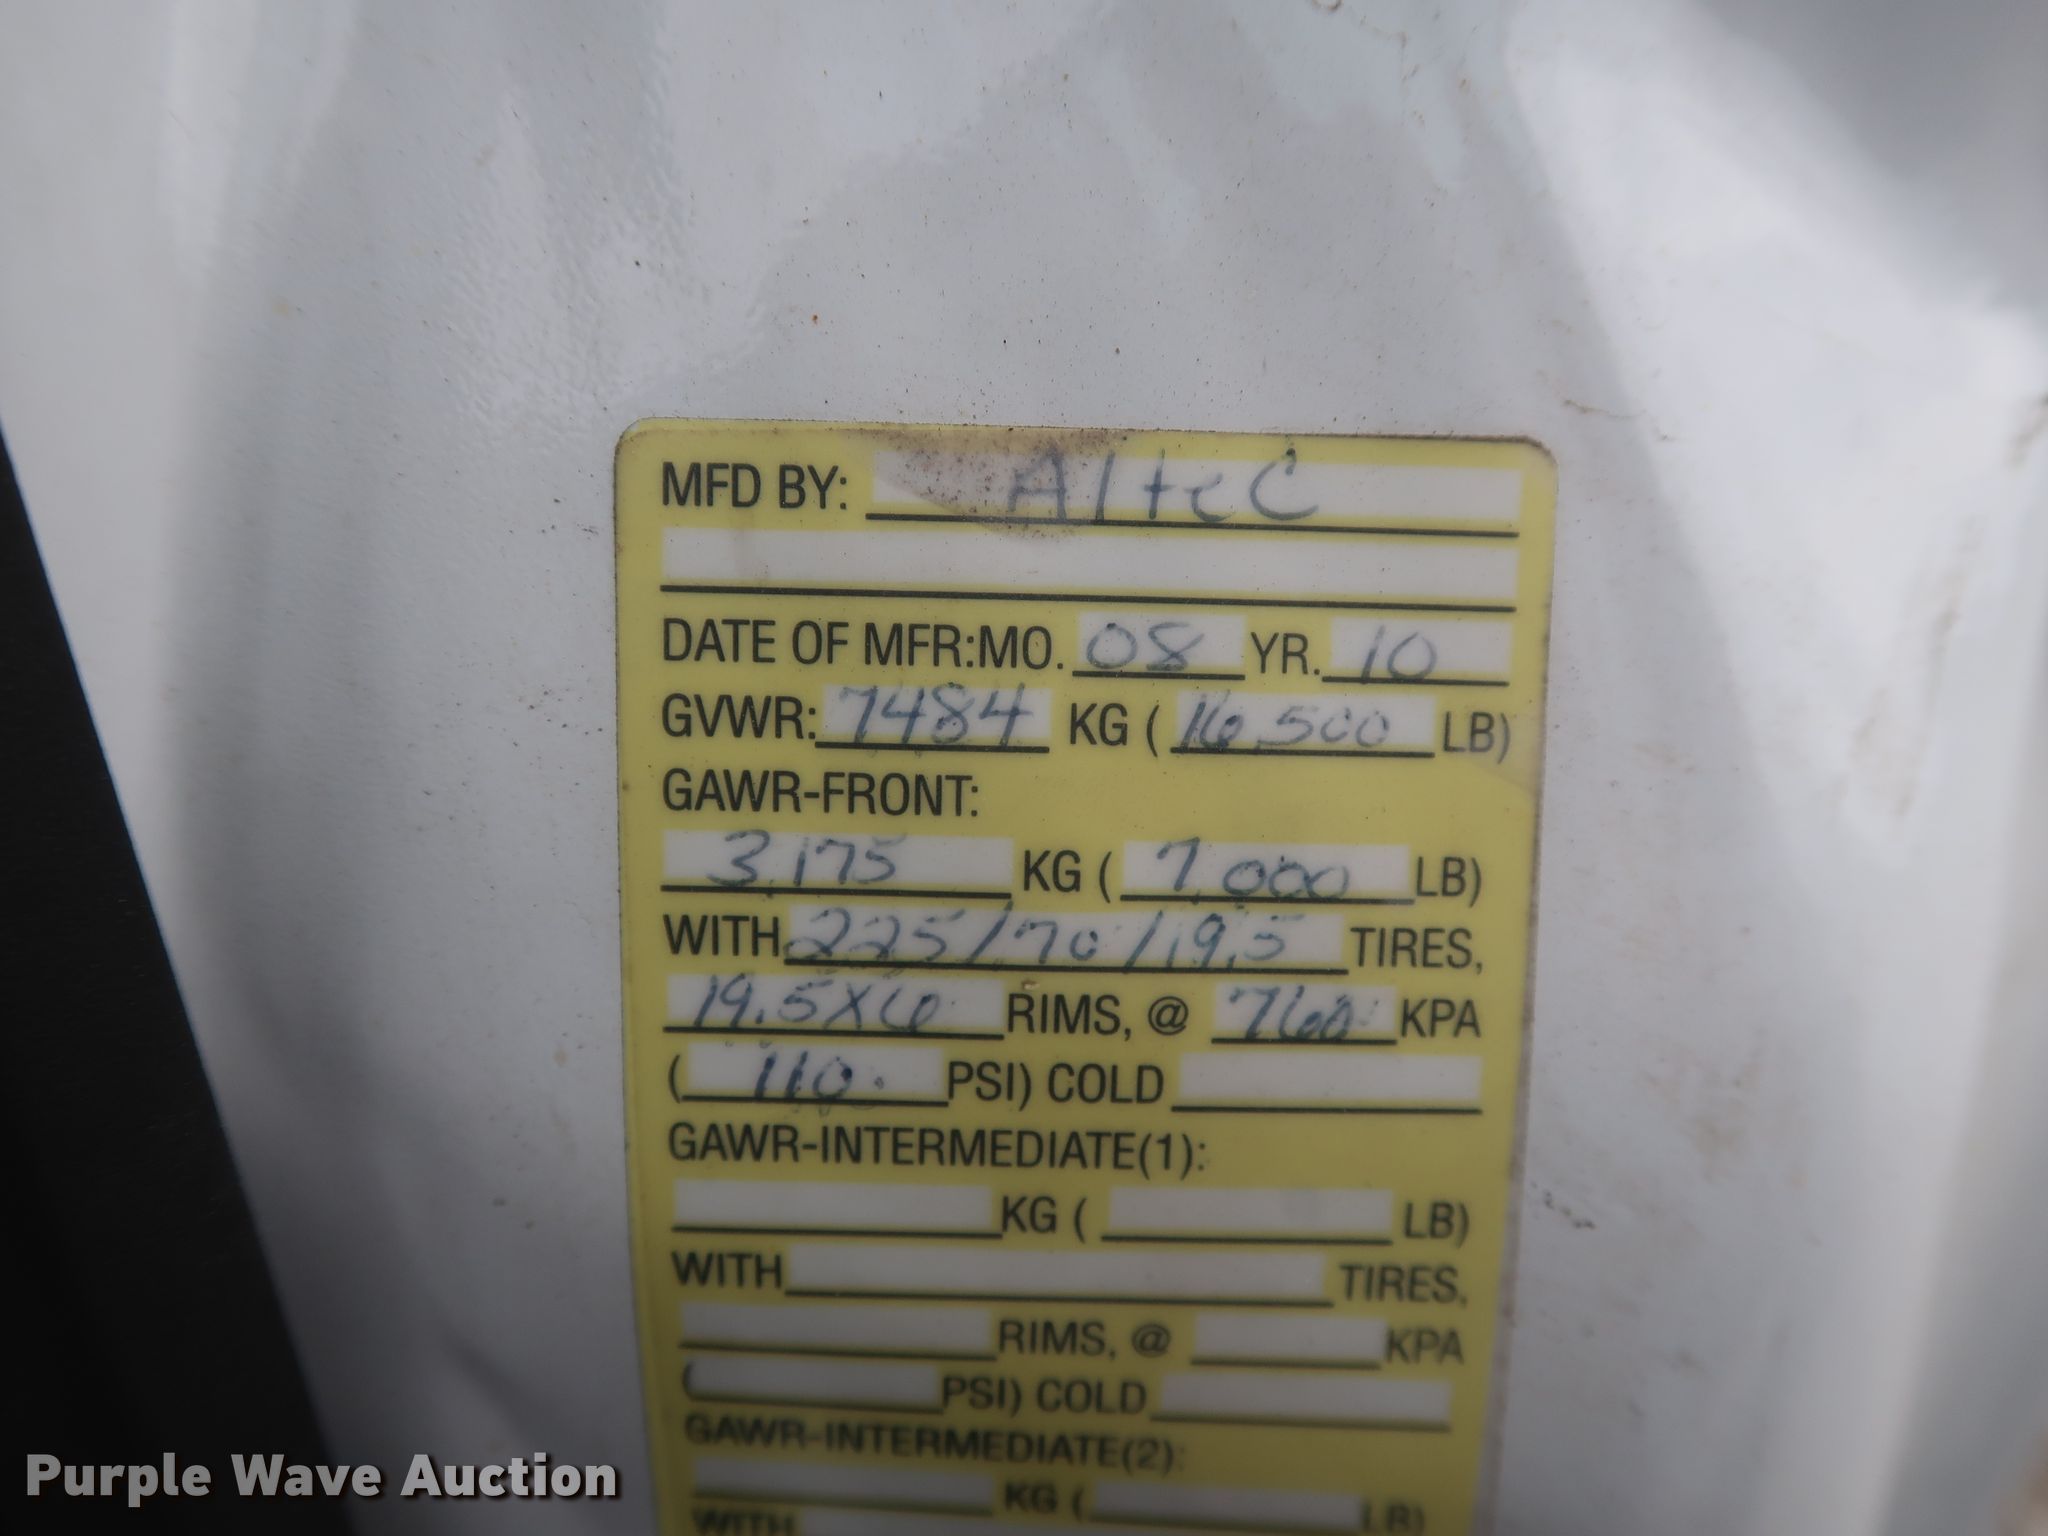 MFD BY: AlteC
DATE OF MFR:MO. 08 YR. 10
GVWR: 7484 KG ( 16,500 LB)
GAWR-FRONT:
3,175 KG ( 7,000 LB)
WITH 225/70/19.5 TIRES,
19.5X6 RIMS, @ 760 KPA
( 110 PSI) COLD
GAWR-INTERMEDIATE(1):
KG ( LB)
WITH TIRES,
RIMS, @ KPA
( PSI) COLD
GAWR-INTERMEDIATE(2):
KG ( LB)
WITH
Purple Wave Auction